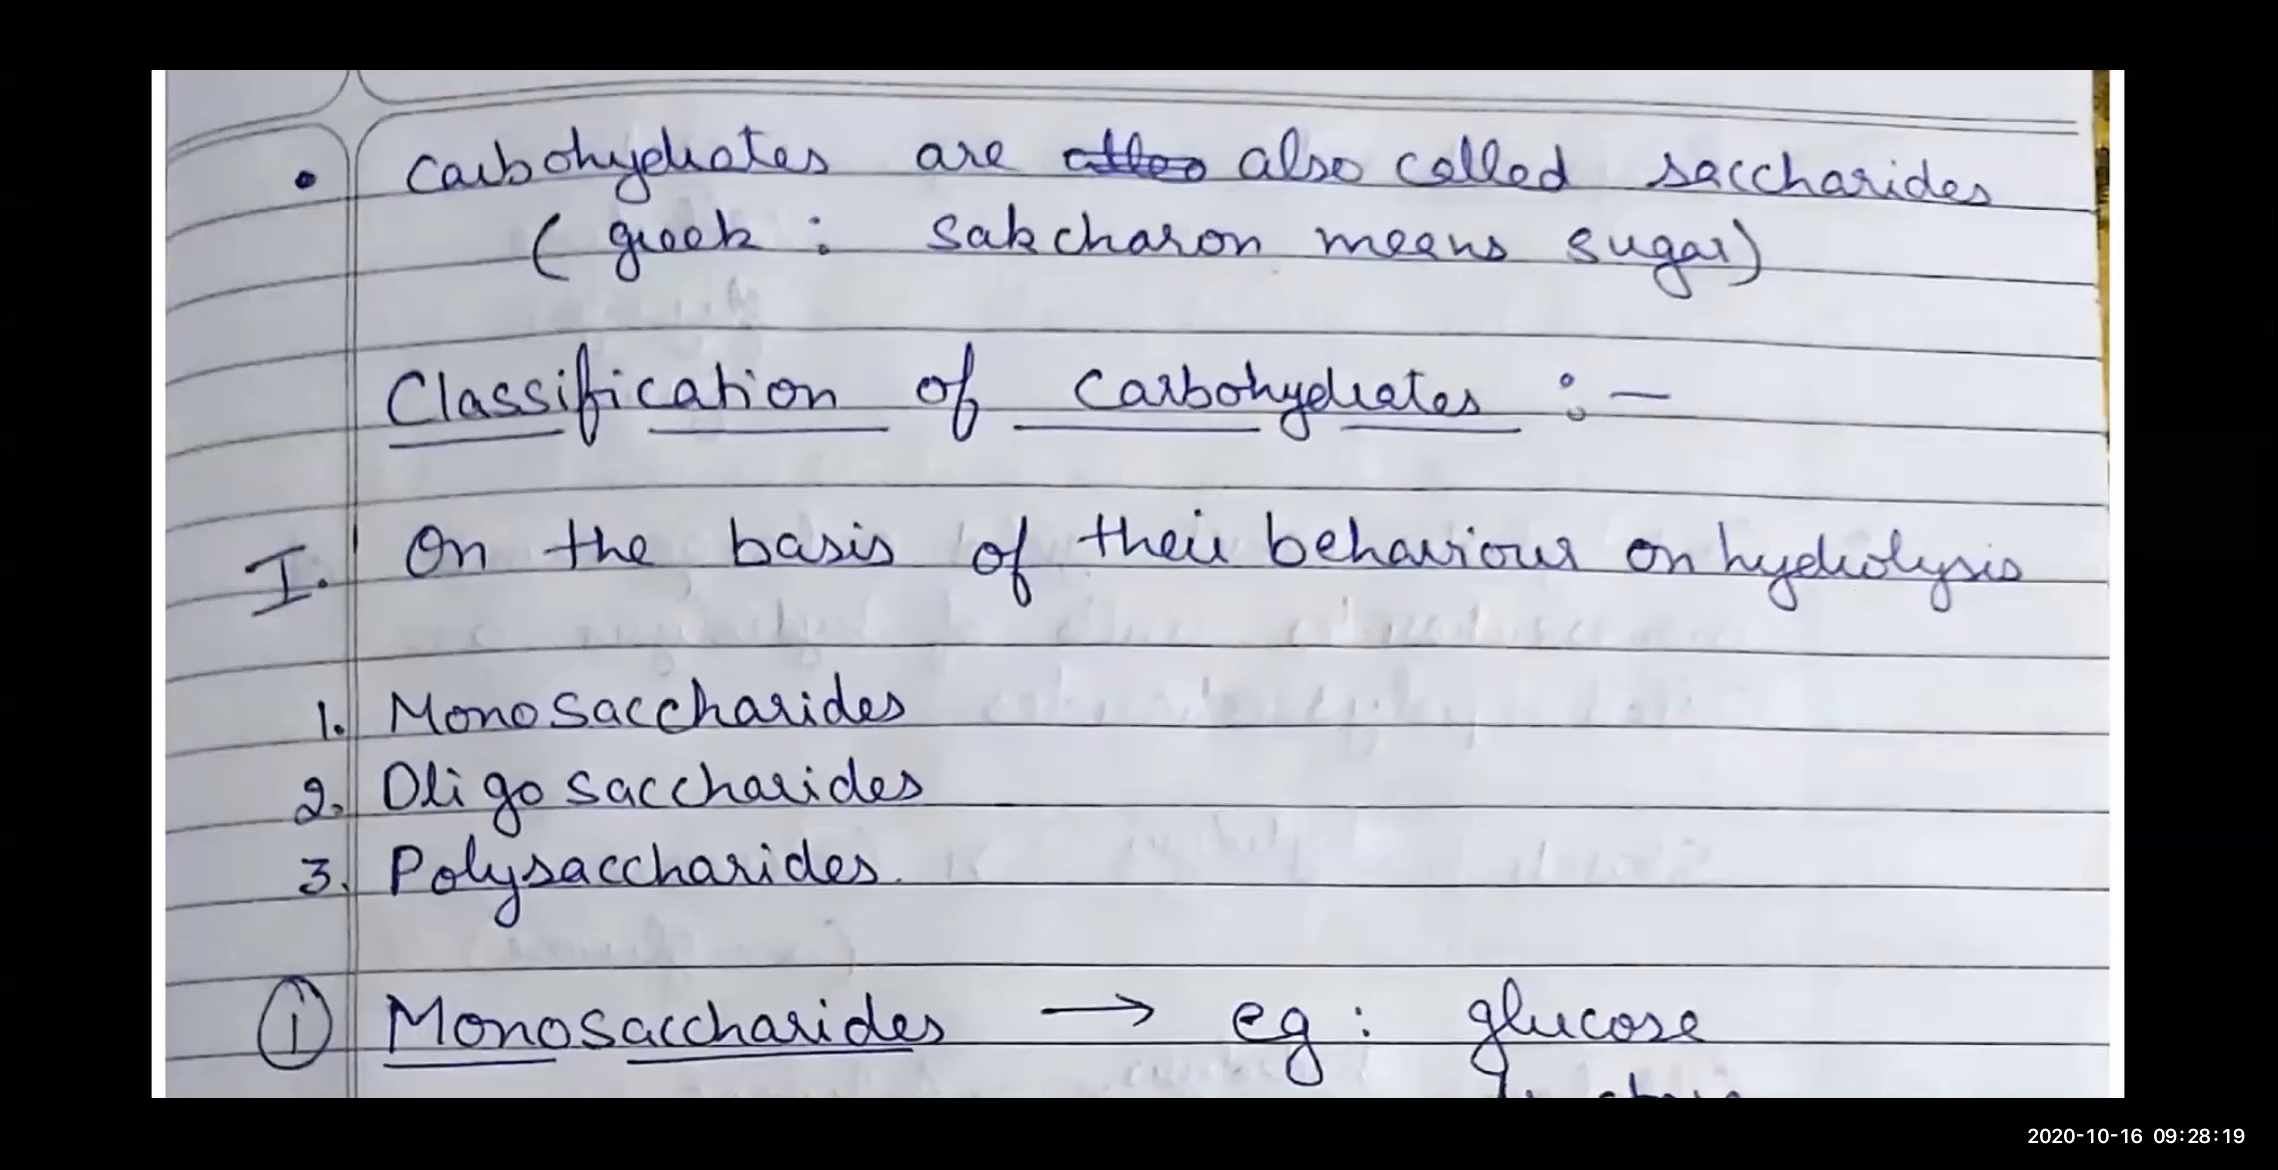 • Carbohydrates are also called saccharides
( greek : sakcharon means sugar)
Classification of Carbohydrates :-
I. On the basis of their behaviour on hydrolysis
1. Monosaccharides
2. Oligosaccharides
3. Polysaccharides.
① Monosaccharides → eg : glucose
2020-10-16 09:28:19